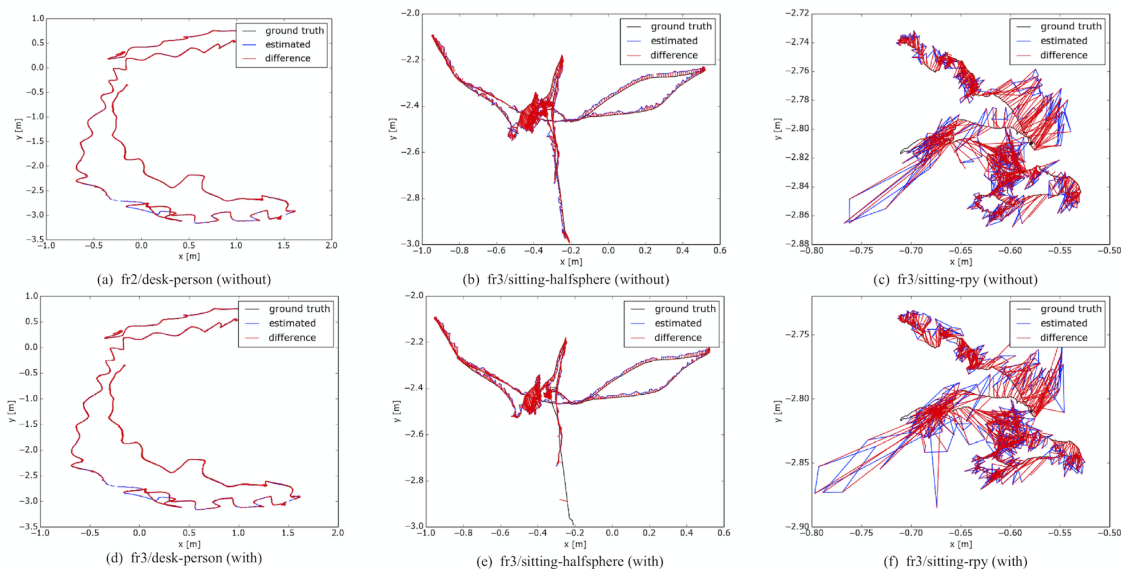 1.0
0.5
0.0
−0.5
−1.0
−1.5
−2.0
−2.5
−3.0
−3.5
y [m]
ground truth
estimated
difference
−1.0 −0.5 0.0 0.5 1.0 1.5 2.0
x [m]
(a) fr2/desk-person (without)
−2.0
−2.2
−2.4
−2.6
−2.8
−3.0
y [m]
ground truth
estimated
difference
−1.0 −0.8 −0.6 −0.4 −0.2 0.0 0.2 0.4 0.6
x [m]
(b) fr3/sitting-halfsphere (without)
−2.72
−2.74
−2.76
−2.78
−2.80
−2.82
−2.84
−2.86
−2.88
y [m]
ground truth
estimated
difference
−0.80 −0.75 −0.70 −0.65 −0.60 −0.55 −0.50
x [m]
(c) fr3/sitting-rpy (without)
1.0
0.5
0.0
−0.5
−1.0
−1.5
−2.0
−2.5
−3.0
−3.5
y [m]
ground truth
estimated
difference
−1.0 −0.5 0.0 0.5 1.0 1.5 2.0
x [m]
(d) fr3/desk-person (with)
−2.0
−2.2
−2.4
−2.6
−2.8
−3.0
y [m]
ground truth
estimated
difference
−1.0 −0.8 −0.6 −0.4 −0.2 0.0 0.2 0.4 0.6
x [m]
(e) fr3/sitting-halfsphere (with)
−2.75
−2.80
−2.85
−2.90
y [m]
ground truth
estimated
difference
−0.80 −0.75 −0.70 −0.65 −0.60 −0.55 −0.50
x [m]
(f) fr3/sitting-rpy (with)